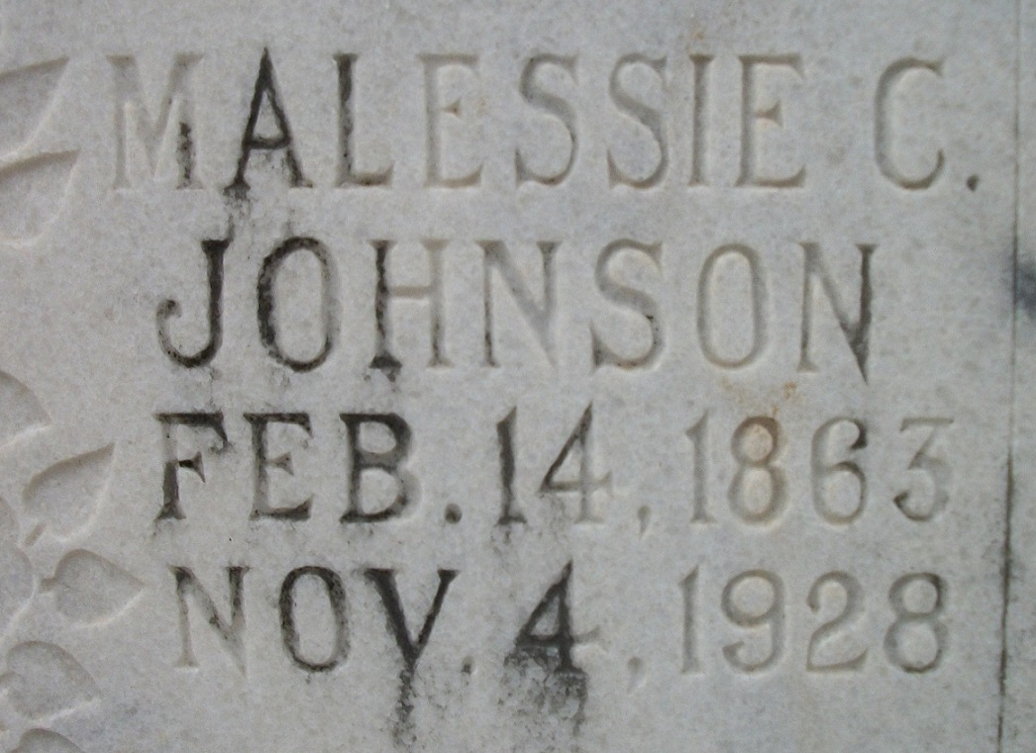 MALESSIE C.
JOHNSON
FEB. 14, 1863
NOV. 4, 1928